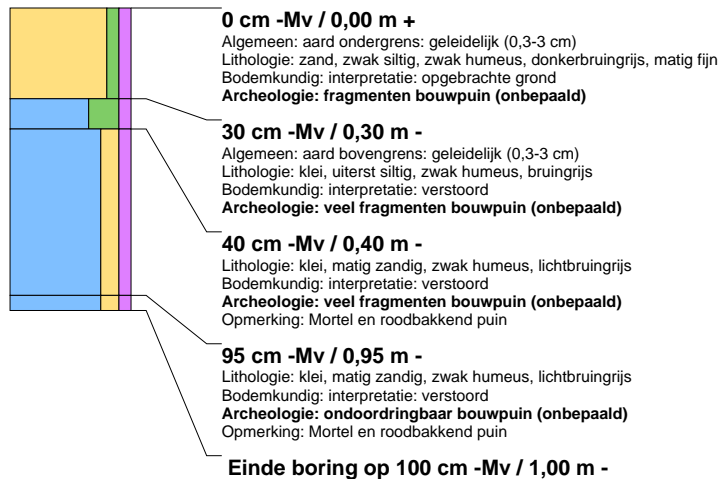 0 cm -Mv / 0,00 m +
Algemeen: aard ondergrens: geleidelijk (0,3-3 cm)
Lithologie: zand, zwak siltig, zwak humeus, donkerbruingrijs, matig fijn
Bodemkundig: interpretatie: opgebrachte grond
Archeologie: fragmenten bouwpuin (onbepaald)
30 cm -Mv / 0,30 m -
Algemeen: aard bovengrens: geleidelijk (0,3-3 cm)
Lithologie: klei, uiterst siltig, zwak humeus, bruingrijs
Bodemkundig: interpretatie: verstoord
Archeologie: veel fragmenten bouwpuin (onbepaald)
40 cm -Mv / 0,40 m -
Lithologie: klei, matig zandig, zwak humeus, lichtbruingrijs
Bodemkundig: interpretatie: verstoord
Archeologie: veel fragmenten bouwpuin (onbepaald)
Opmerking: Mortel en roodbakkend puin
95 cm -Mv / 0,95 m -
Lithologie: klei, matig zandig, zwak humeus, lichtbruingrijs
Bodemkundig: interpretatie: verstoord
Archeologie: ondoordringbaar bouwpuin (onbepaald)
Opmerking: Mortel en roodbakkend puin
Einde boring op 100 cm -Mv / 1,00 m -